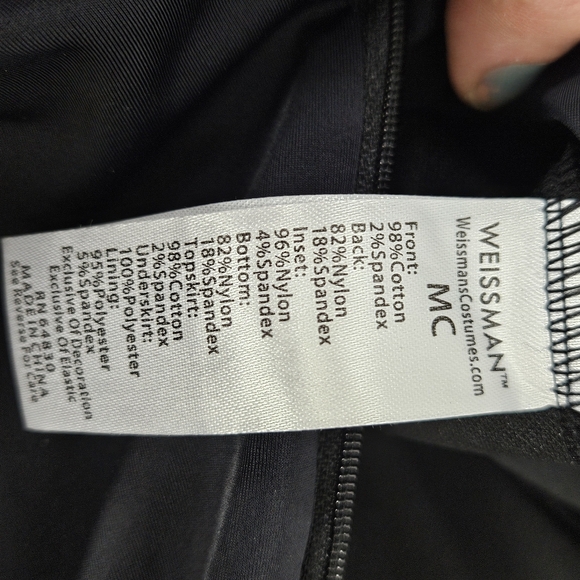 WEISSMAN™
WeissmansCostumes.com
MC
Front:
98%Cotton
2%Spandex
Back:
82%Nylon
18%Spandex
Inset:
96%Nylon
4%Spandex
Bottom:
82%Nylon
18%Spandex
Topskirt:
98%Cotton
2%Spandex
Underskirt:
100%Polyester
Lining:
95%Polyester
5%Spandex
Exclusive Of Decoration
Exclusive Of Elastic
RN 64830
MADE IN CHINA
See Reverse For Care